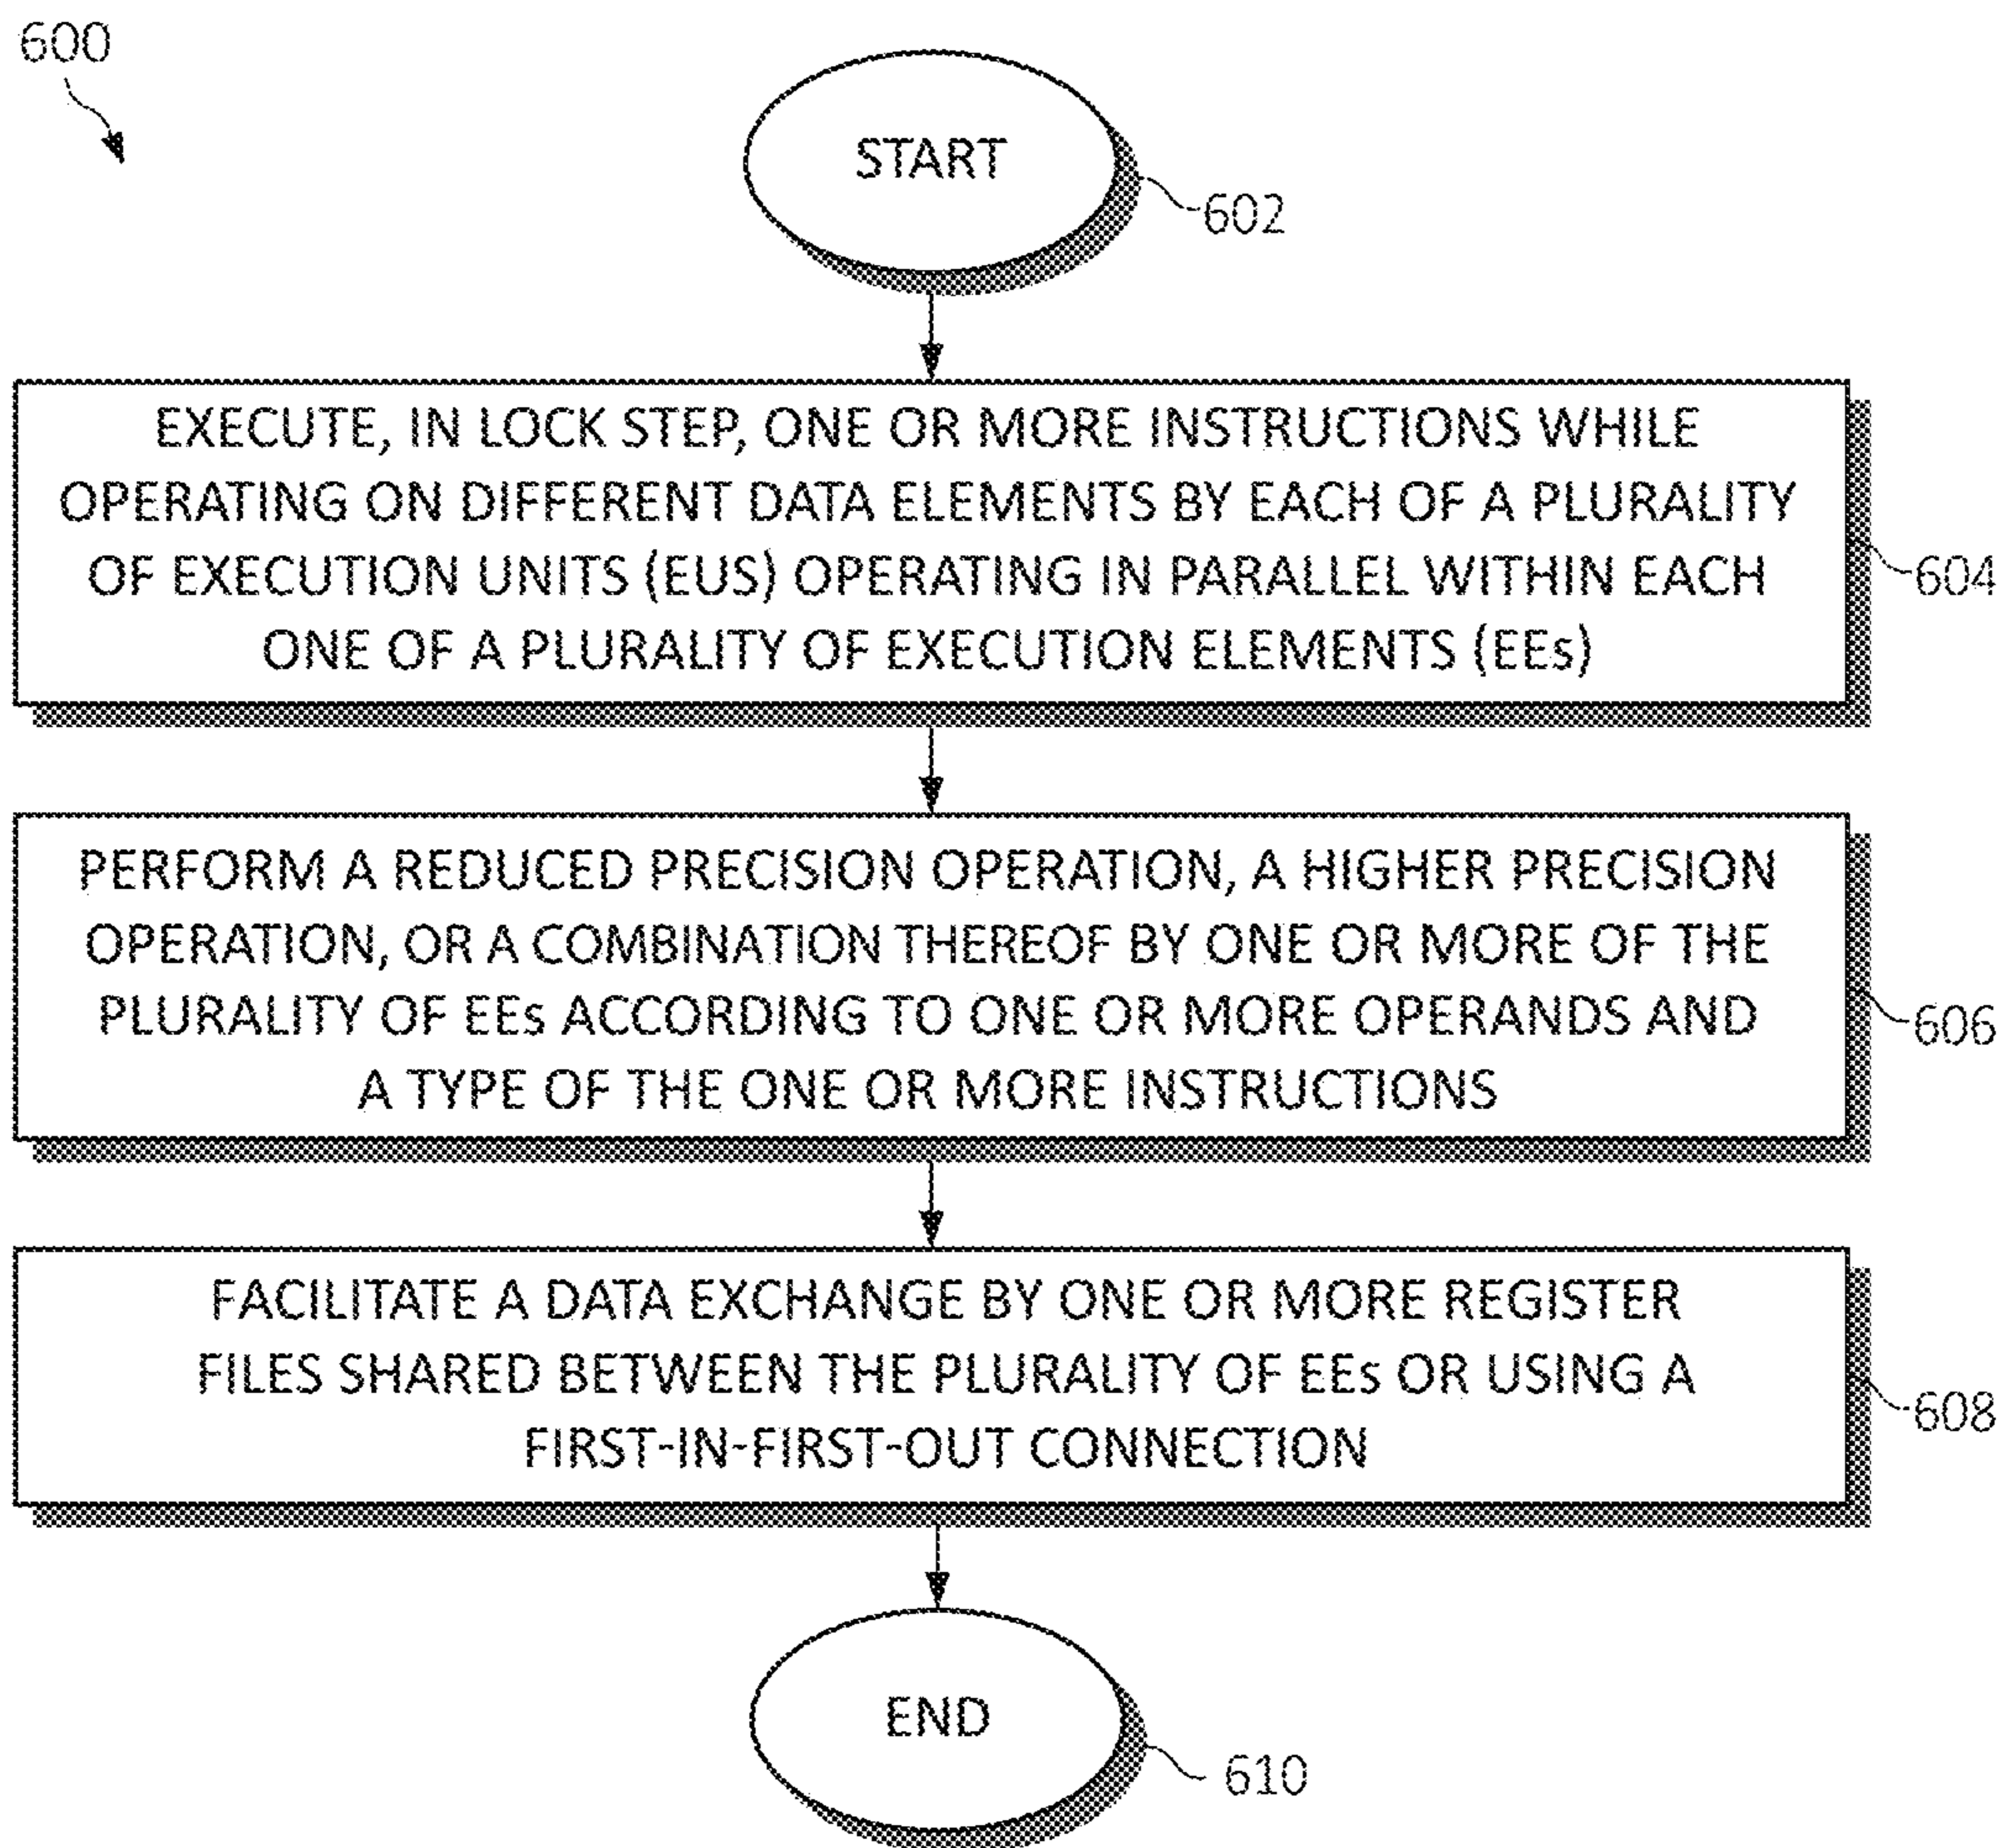 600
START
602
EXECUTE, IN LOCK STEP, ONE OR MORE INSTRUCTIONS WHILE
OPERATING ON DIFFERENT DATA ELEMENTS BY EACH OF A PLURALITY
OF EXECUTION UNITS (EUS) OPERATING IN PARALLEL WITHIN EACH
ONE OF A PLURALITY OF EXECUTION ELEMENTS (EEs)
604
PERFORM A REDUCED PRECISION OPERATION, A HIGHER PRECISION
OPERATION, OR A COMBINATION THEREOF BY ONE OR MORE OF THE
PLURALITY OF EEs ACCORDING TO ONE OR MORE OPERANDS AND
A TYPE OF THE ONE OR MORE INSTRUCTIONS
606
FACILITATE A DATA EXCHANGE BY ONE OR MORE REGISTER
FILES SHARED BETWEEN THE PLURALITY OF EEs OR USING A
FIRST-IN-FIRST-OUT CONNECTION
608
END
610